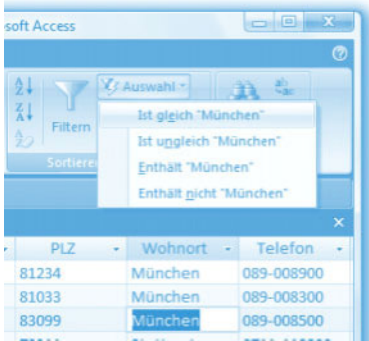 soft Access
Auswahl
Filtern
Ist gleich "München"
Ist ungleich "München"
Enthält "München"
Enthält nicht "München"
Sortieren
PLZ Wohnort Telefon
81234 München 089-008900
81033 München 089-008300
83099 München 089-008500